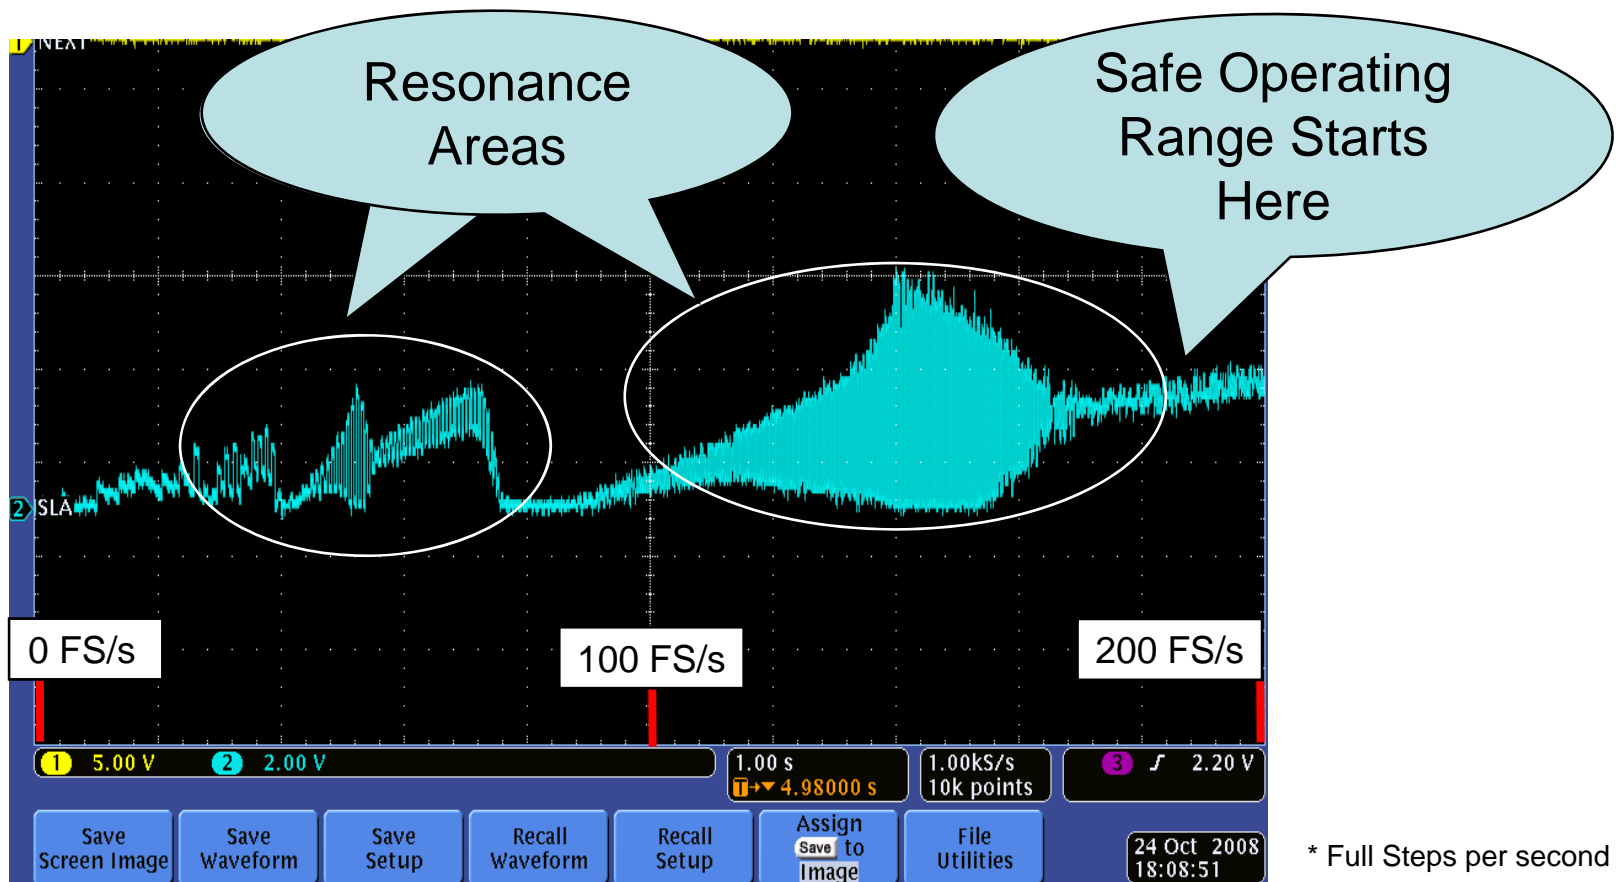 1 NEXT
Resonance
Areas
Safe Operating
Range Starts
Here
2 SLA
0 FS/s
100 FS/s
200 FS/s
1 5.00 V 2 2.00 V
1.00 s
T→▼ 4.98000 s
1.00kS/s
10k points
3 2.20 V
Save
Screen Image
Save
Waveform
Save
Setup
Recall
Waveform
Recall
Setup
Assign
Save to
Image
File
Utilities
24 Oct 2008
18:08:51
* Full Steps per second